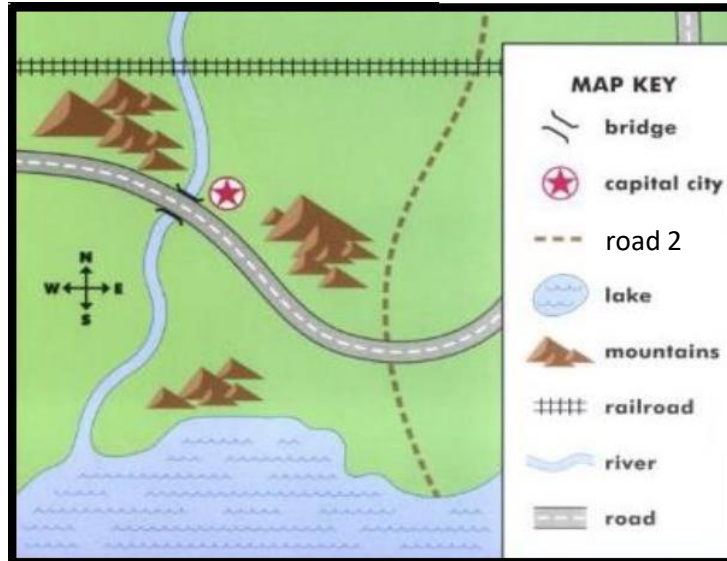 N
W E
S
MAP KEY
bridge
capital city
road 2
lake
mountains
railroad
river
road